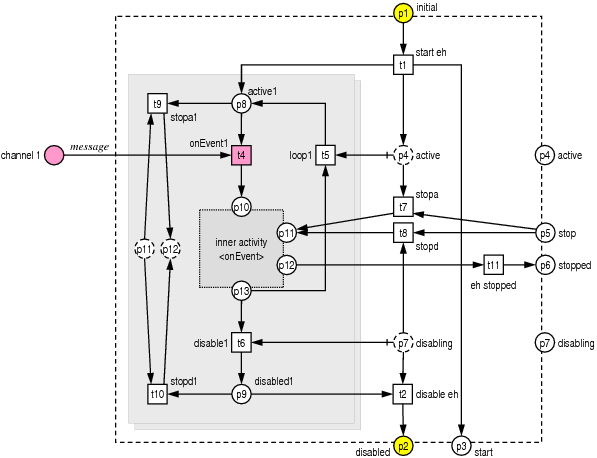 p1 initial
start eh
t1
t9 active1
p8
stopa1
onEvent1
message
channel 1 t4 loop1 t5 p4 active p4 active
stopa
p10 t7
inner activity
<onEvent>
p11 t8 p5 stop
stopd
p11 p12
p12 t11 p6 stopped
eh stopped
p13
disable1 t6 p7 disabling p7 disabling
stopd1 disabled1
t10 p9 t2 disable eh
disabled p2 p3 start